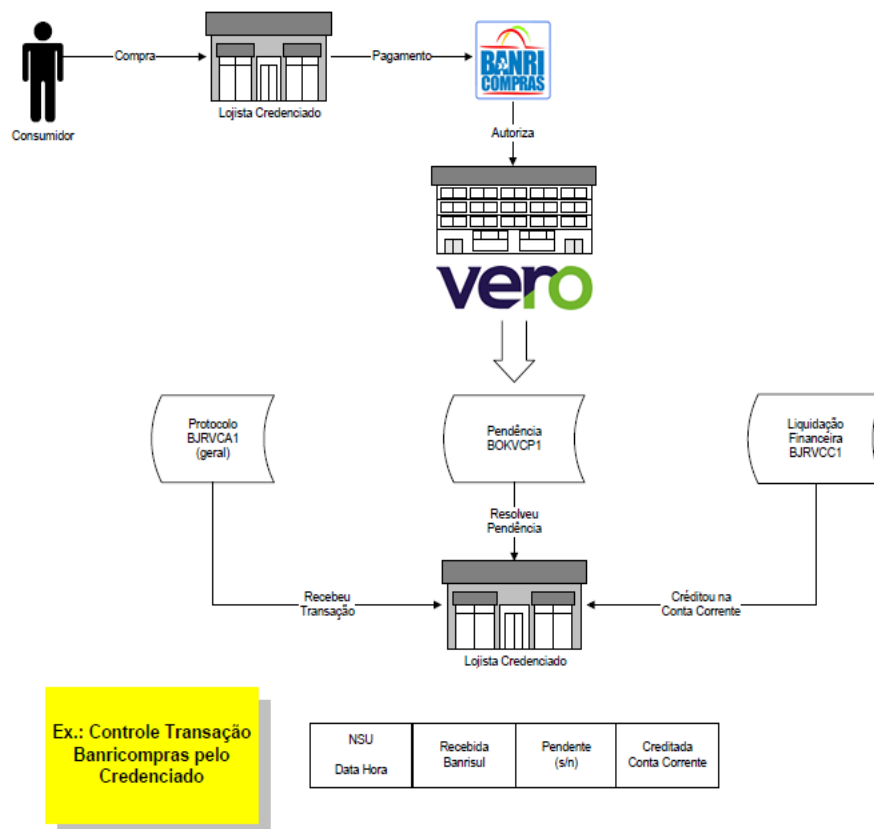 Compra
Pagamento
BANRI
COMPRAS
Lojista Credenciado
Consumidor
Autoriza
vero
Protocolo
BJRVCA1
(geral)
Pendência
BOKVCP1
Liquidação
Financeira
BJRVCC1
Resolveu
Pendência
Recebeu
Transação
Créditou na
Conta Corrente
Lojista Credenciado
Ex.: Controle Transação
Banricompras pelo
Credenciado
NSU
Data Hora
Recebida
Banrisul
Pendente
(s/n)
Creditada
Conta Corrente